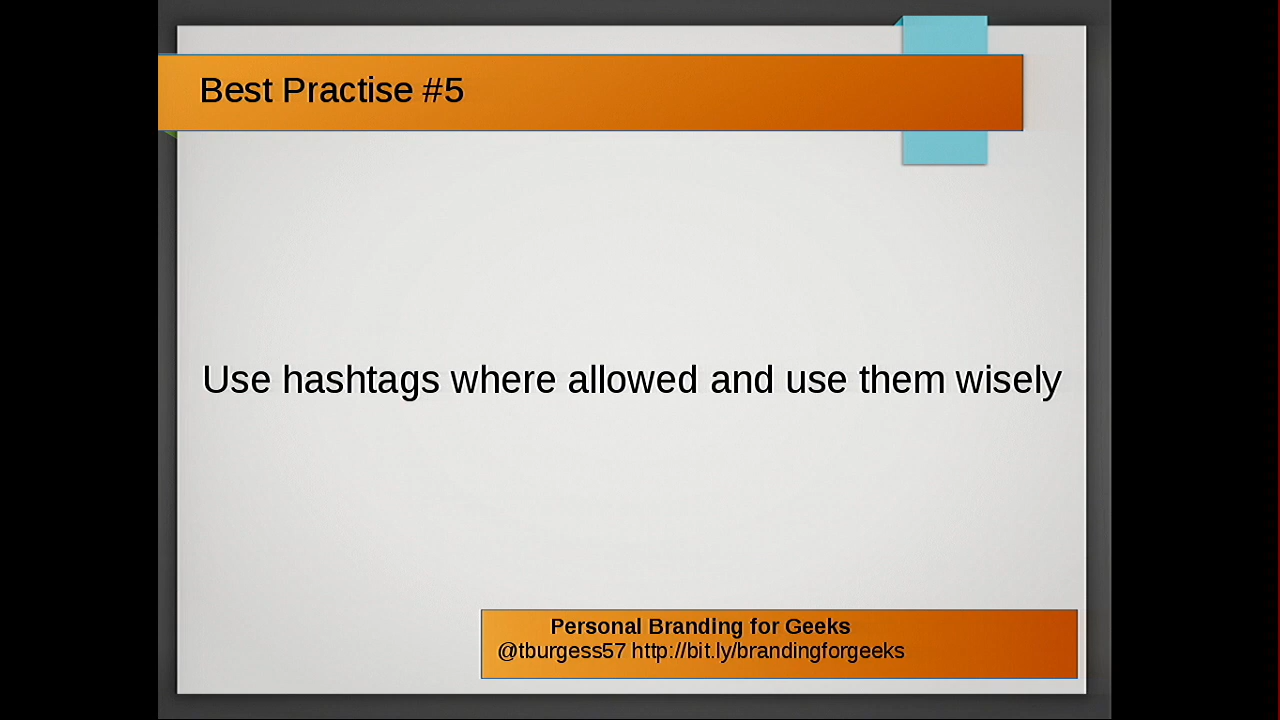 Best Practise #5
Use hashtags where allowed and use them wisely
Personal Branding for Geeks
@tburgess57 http://bit.ly/brandingforgeeks